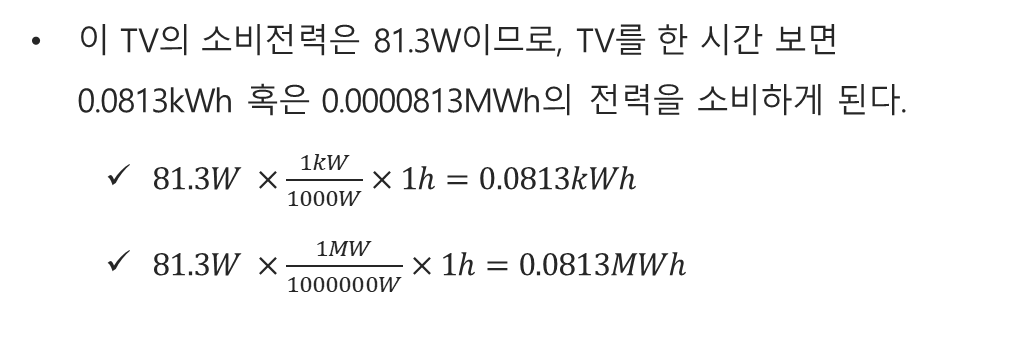 • 이 TV의 소비전력은 81.3W이므로, TV를 한 시간 보면
0.0813kWh 혹은 0.0000813MWh의 전력을 소비하게 된다.
✓ 81.3W × \frac{1kW}{1000W} × 1h = 0.0813kWh
✓ 81.3W × \frac{1MW}{1000000W} × 1h = 0.0813MWh